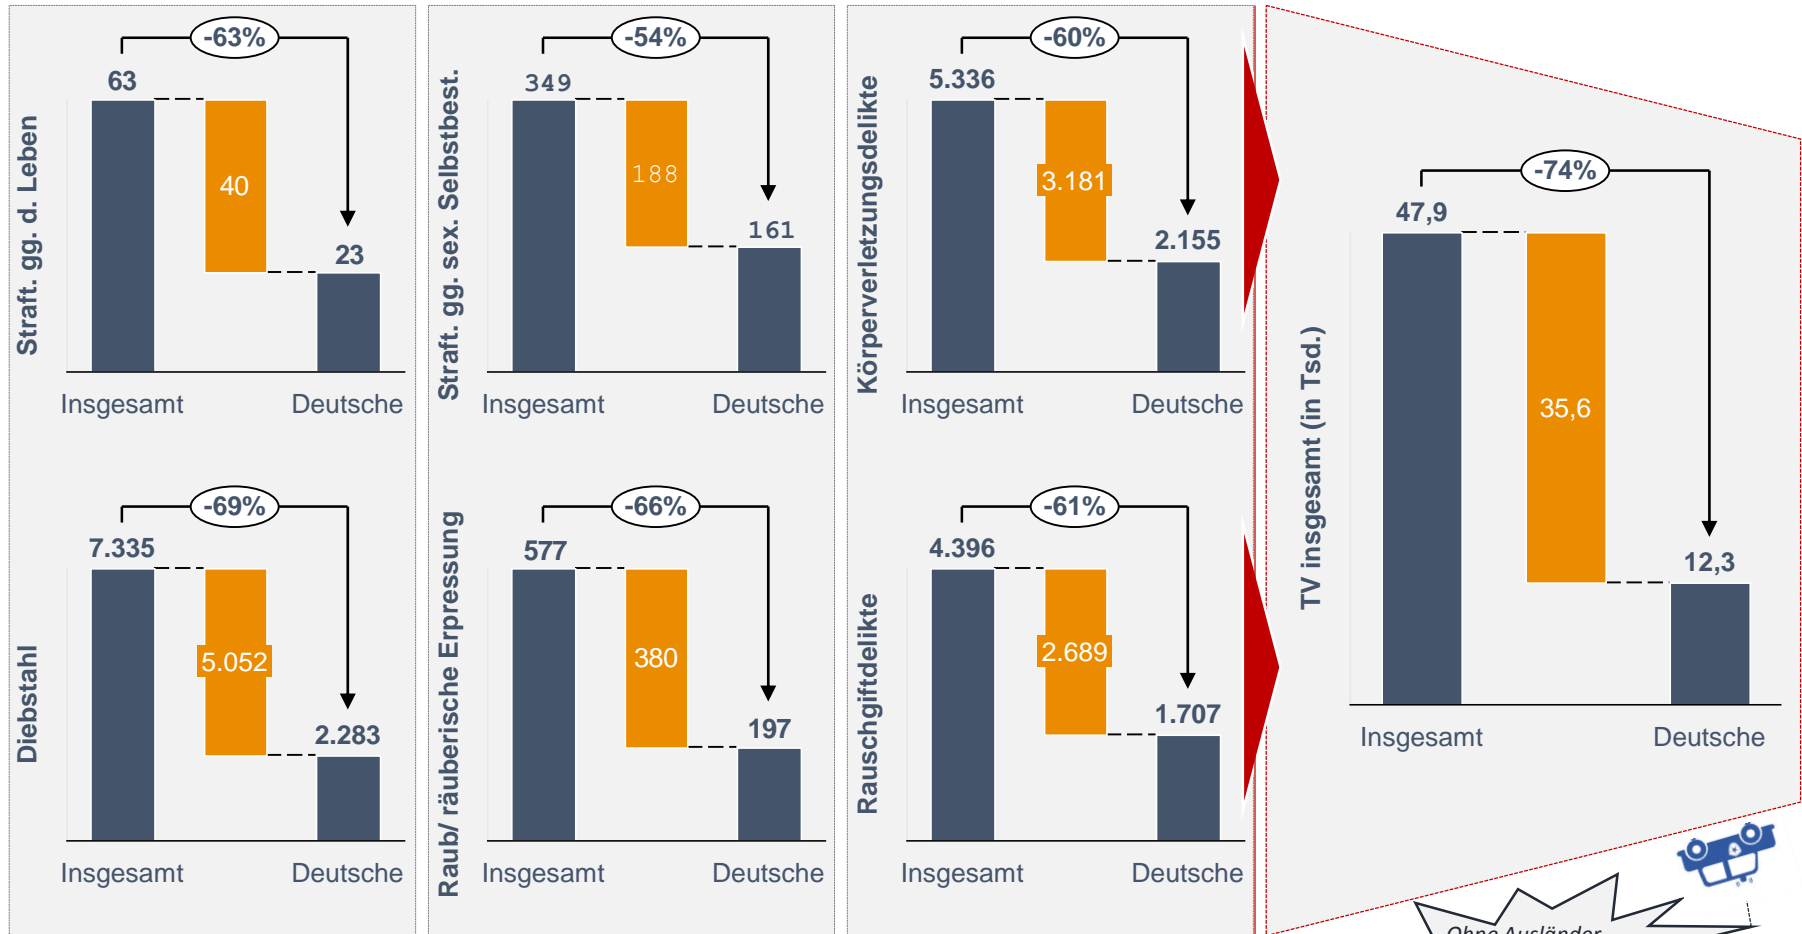 Straft. gg. d. Leben
-63%
63
40
23
Insgesamt
Deutsche
Straft. gg. sex. Selbstbest.
-54%
349
188
161
Insgesamt
Deutsche
Körperverletzungsdelikte
-60%
5.336
3.181
2.155
Insgesamt
Deutsche
Diebstahl
-69%
7.335
5.052
2.283
Insgesamt
Deutsche
Raub/ räuberische Erpressung
-66%
577
380
197
Insgesamt
Deutsche
Rauschgiftdelikte
-61%
4.396
2.689
1.707
Insgesamt
Deutsche
TV insgesamt (in Tsd.)
-74%
47,9
35,6
12,3
Insgesamt
Deutsche
Ohne Ausländer